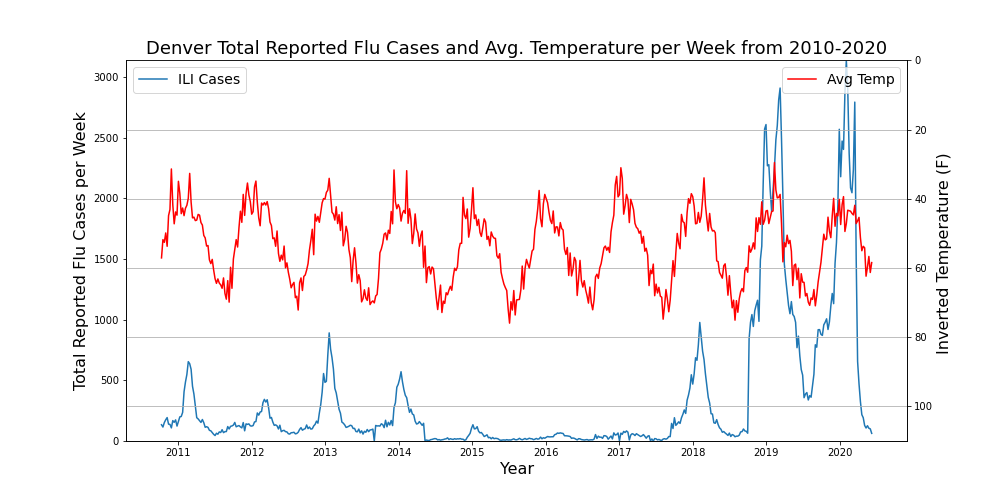 Denver Total Reported Flu Cases and Avg. Temperature per Week from 2010-2020
ILI Cases
Avg Temp
Total Reported Flu Cases per Week
3000
2500
2000
1500
1000
500
0
0
20
40
60
80
100
Inverted Temperature (F)
2011 2012 2013 2014 2015 2016 2017 2018 2019 2020
Year